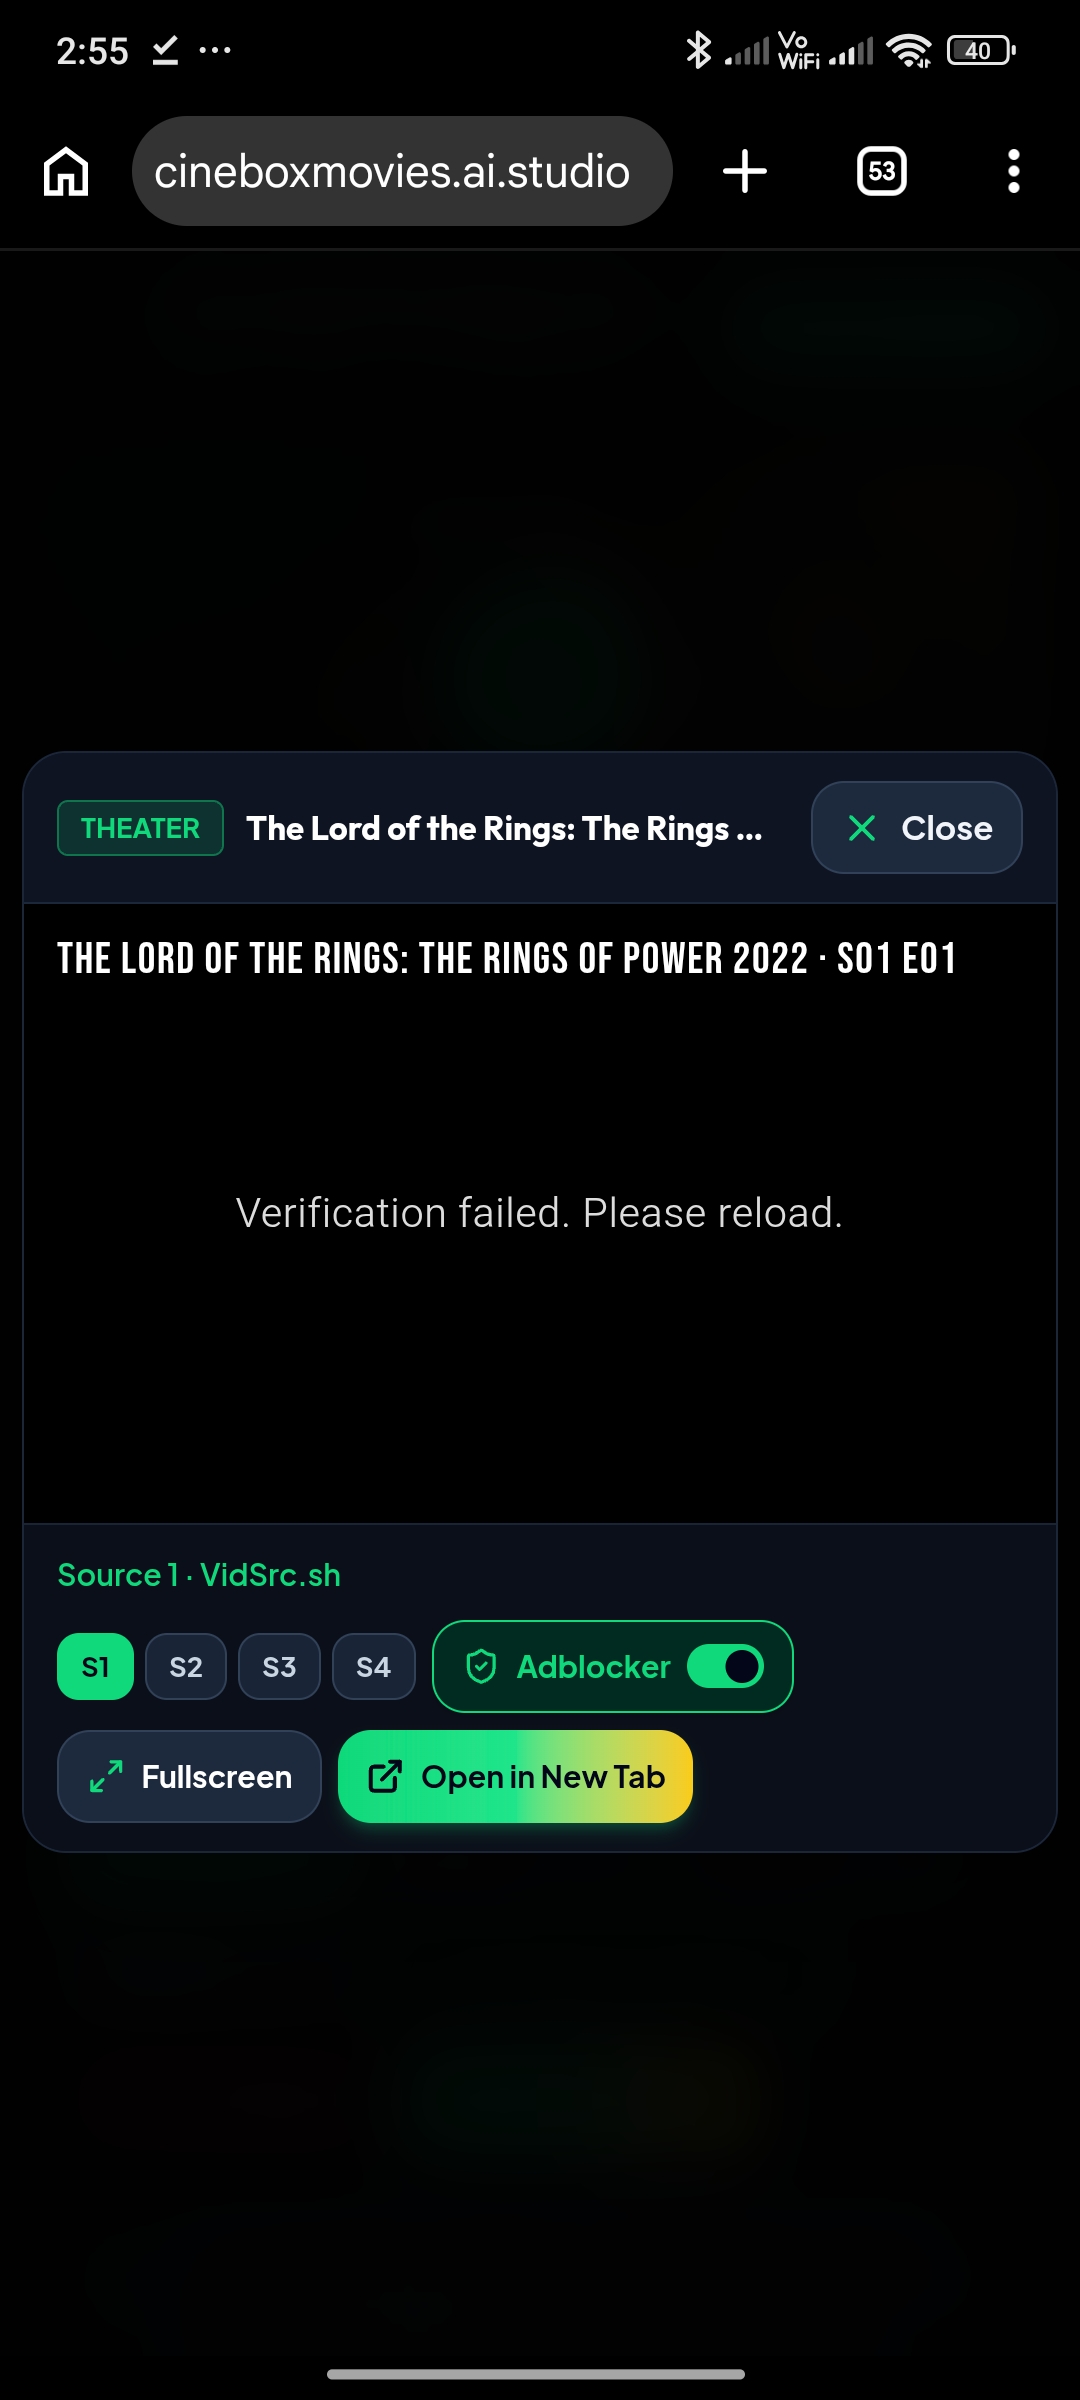 2:55
Vo WiFi
40
cineboxmovies.ai.studio
53
THEATER
The Lord of the Rings: The Rings ...
Close
THE LORD OF THE RINGS: THE RINGS OF POWER 2022 · S01 E01
Verification failed. Please reload.
Source 1 · VidSrc.sh
S1 S2 S3 S4 Adblocker
Fullscreen Open in New Tab